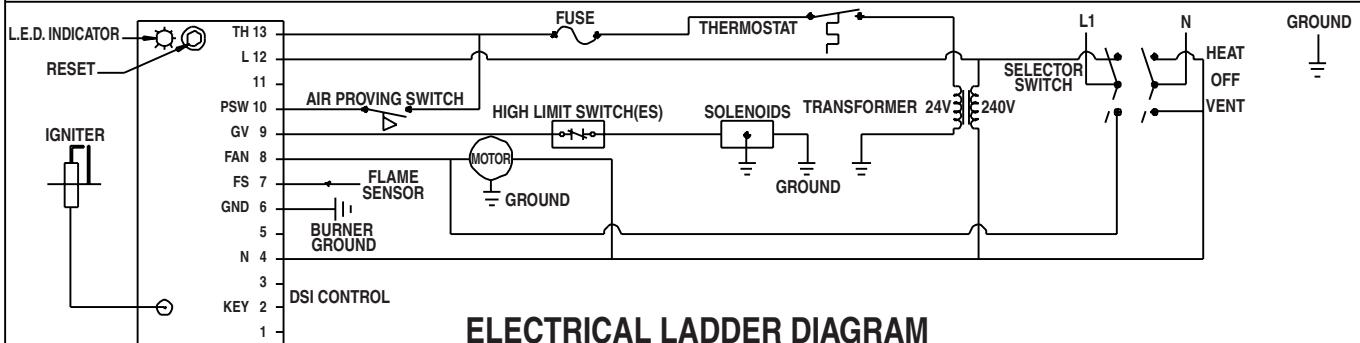 L.E.D. INDICATOR
RESET
IGNITER
TH 13
L 12
11
PSW 10
GV 9
FAN 8
FS 7
GND 6
5
N 4
3
KEY 2
1
DSI CONTROL
FUSE
THERMOSTAT
AIR PROVING SWITCH
HIGH LIMIT SWITCH(ES)
SOLENOIDS
TRANSFORMER 24V 240V
MOTOR
GROUND
GROUND
FLAME
SENSOR
BURNER
GROUND
L1
N
GROUND
SELECTOR
SWITCH
HEAT
OFF
VENT
ELECTRICAL LADDER DIAGRAM